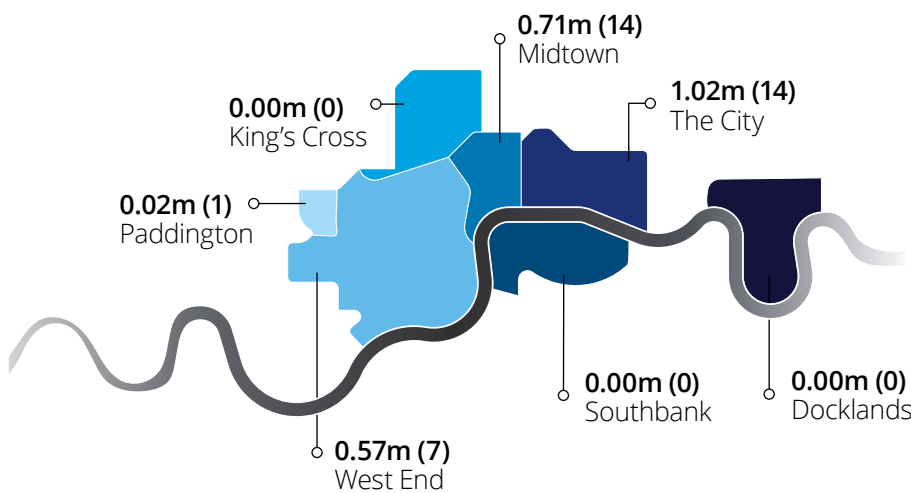 0.71m (14)
Midtown
1.02m (14)
The City
0.00m (0)
King's Cross
0.02m (1)
Paddington
0.00m (0)
Southbank
0.00m (0)
Docklands
0.57m (7)
West End